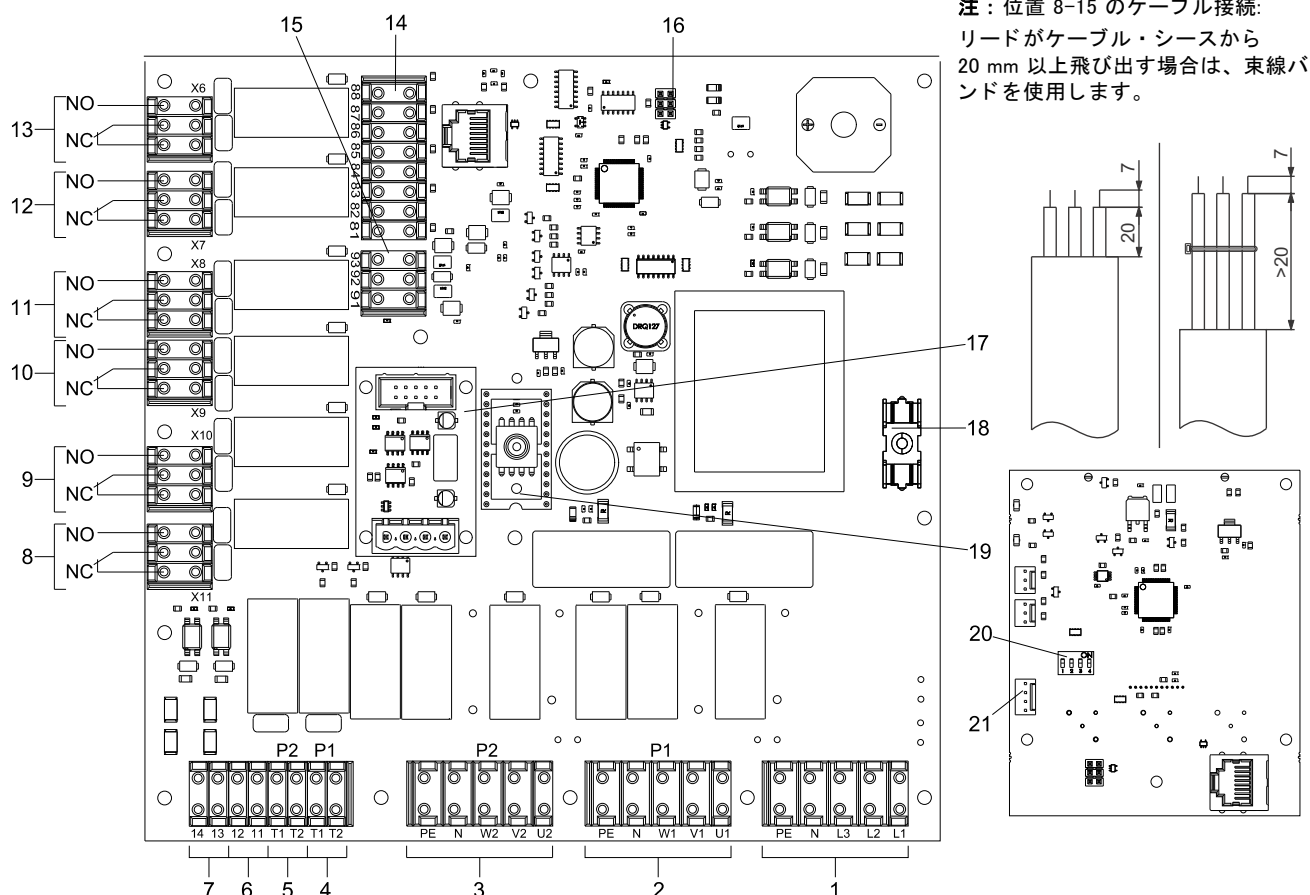 注：位置 8-15 のケーブル接続:
リードがケーブル・シースから
20 mm 以上飛び出す場合は、束線バ
ンドを使用します。
15
14
16
13
NO
NC
X6
12
NO
NC
X7
X8
11
NO
NC
10
NO
NC
X9
X10
9
NO
NC
8
NO
NC
X11
88
87
86
85
84
83
82
81
93
92
91
DRQ127
17
18
19
7
20
7
>20
20
ON
1 2 3 4
21
P2 P1
14 13 12 11 T1 T2 T1 T2
7 6 5 4
P2
PE N W2 V2 U2
3
P1
PE N W1 V1 U1
2
PE N L3 L2 L1
1